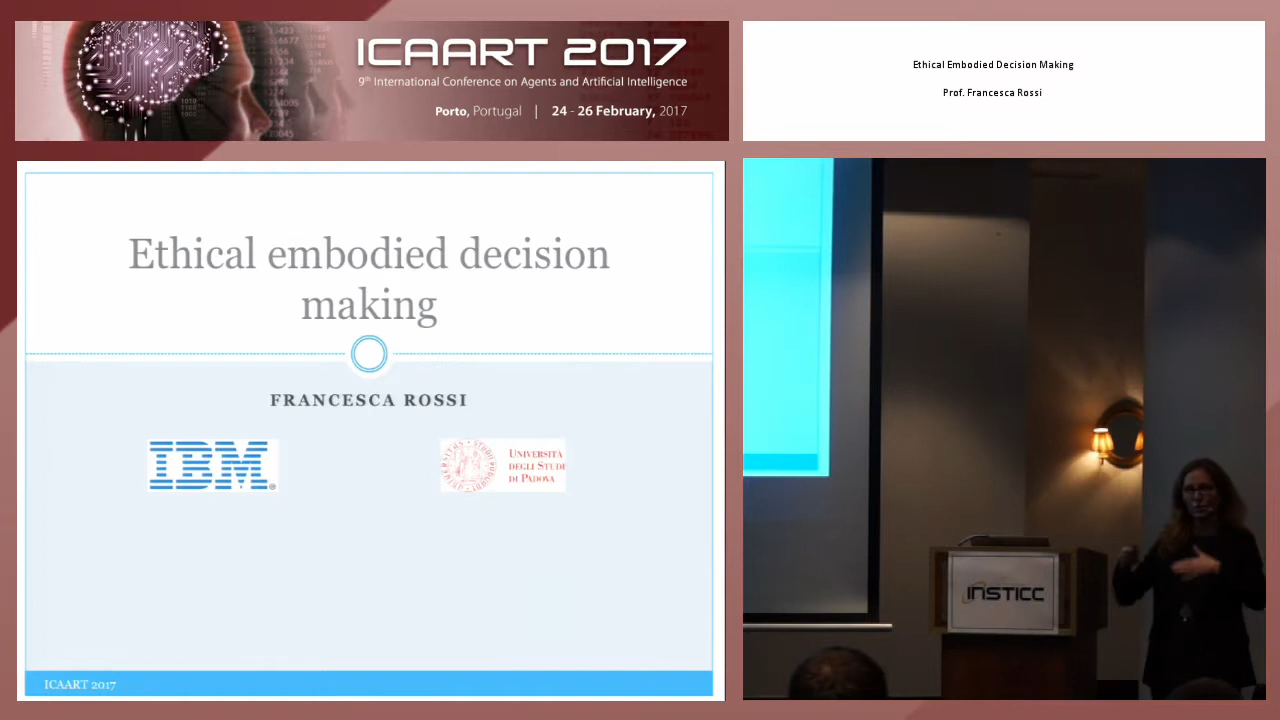 ICAART 2017
9th International Conference on Agents and Artificial Intelligence
Porto, Portugal | 24 - 26 February, 2017
Ethical Embodied Decision Making
Prof. Francesca Rossi
Ethical embodied decision
making
FRANCESCA ROSSI
IBM®
UNIVERSITÀ
DEGLI STUDI
DI PADOVA
ICAART 2017
INSTICC